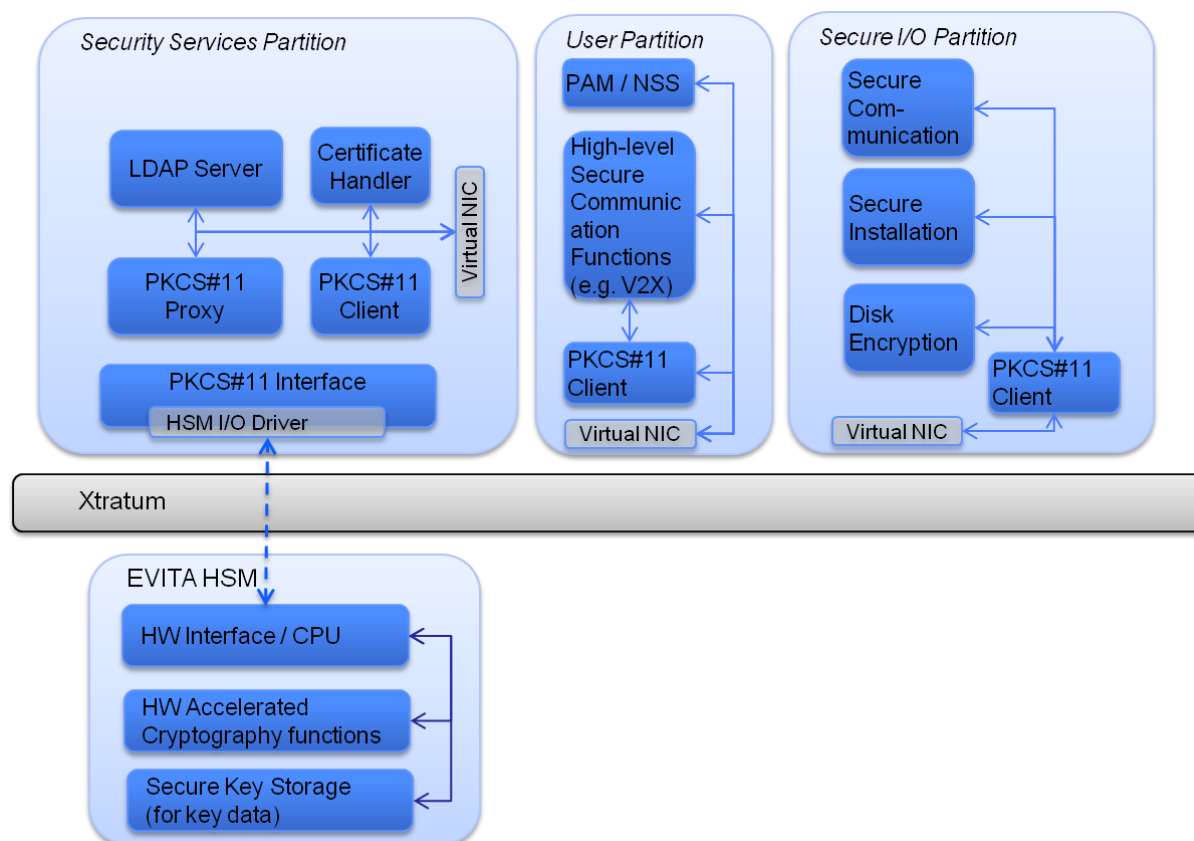 Security Services Partition
LDAP Server
Certificate
Handler
Virtual NIC
PKCS#11
Proxy
PKCS#11
Client
PKCS#11 Interface
HSM I/O Driver
User Partition
PAM / NSS
High-level
Secure
Communic
ation
Functions
(e.g. V2X)
PKCS#11
Client
Virtual NIC
Secure I/O Partition
Secure
Com-
munication
Secure
Installation
Disk
Encryption
PKCS#11
Client
Virtual NIC
Xtratum
EVITA HSM
HW Interface / CPU
HW Accelerated
Cryptography functions
Secure Key Storage
(for key data)